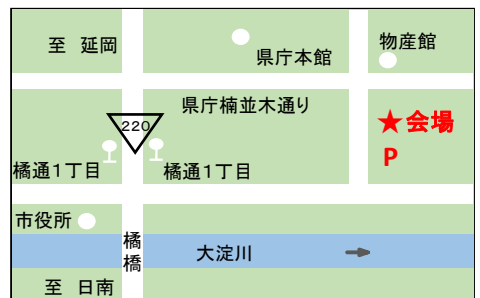 至 延岡
県庁本館
物産館
県庁楠並木通り
220
★会場
P
橘通1丁目
橘通1丁目
市役所
橘橋
大淀川
至 日南